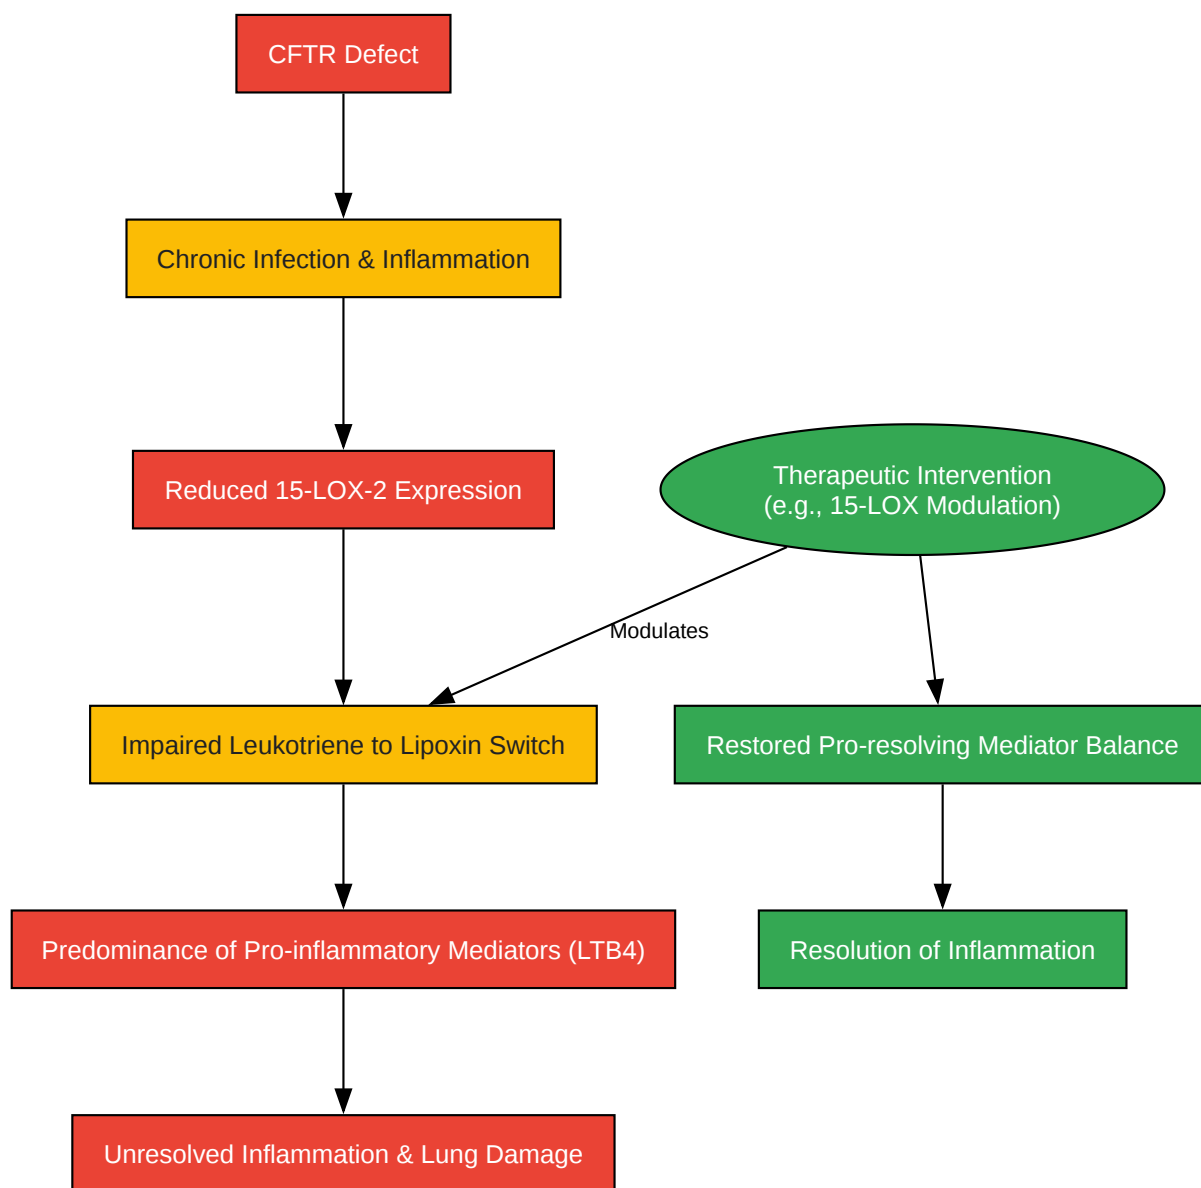 CFTR Defect
Chronic Infection & Inflammation
Reduced 15-LOX-2 Expression
Therapeutic Intervention
(e.g., 15-LOX Modulation)
Modulates
Impaired Leukotriene to Lipoxin Switch
Restored Pro-resolving Mediator Balance
Predominance of Pro-inflammatory Mediators (LTB4)
Resolution of Inflammation
Unresolved Inflammation & Lung Damage